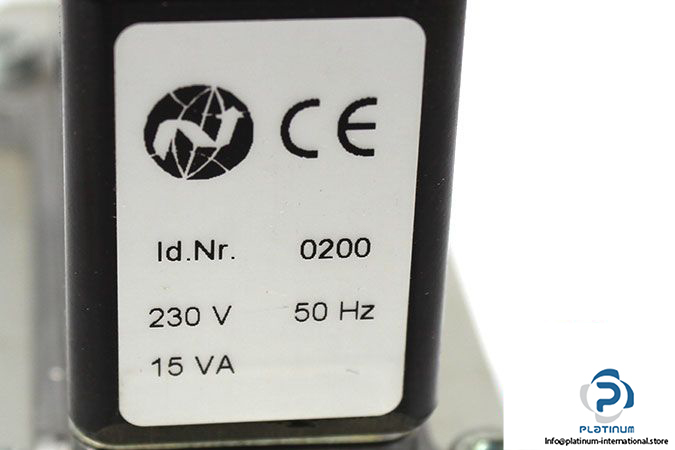 CE
Id.Nr. 0200
230 V 50 Hz
15 VA
PLATINUM
Info@platinum-international.store